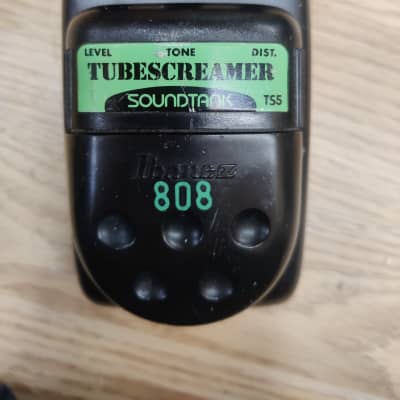 LEVEL TONE DIST.
TUBESCREAMER
SOUNDTANK TS5
Ibanez
808